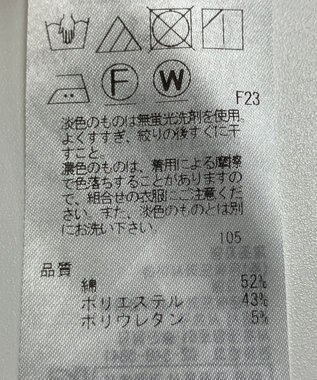 F W
F23
淡色のものは無蛍光洗剤を使用。
よくすすぎ、絞りの後すぐに干
すこと。
濃色のものは、着用による摩擦
で色落ちすることがありますの
で、組合せの衣服にご注意くだ
さい。また、淡色のものとは別
にお洗い下さい。
105
品質
綿 52%
ポリエステル 43%
ポリウレタン 5%